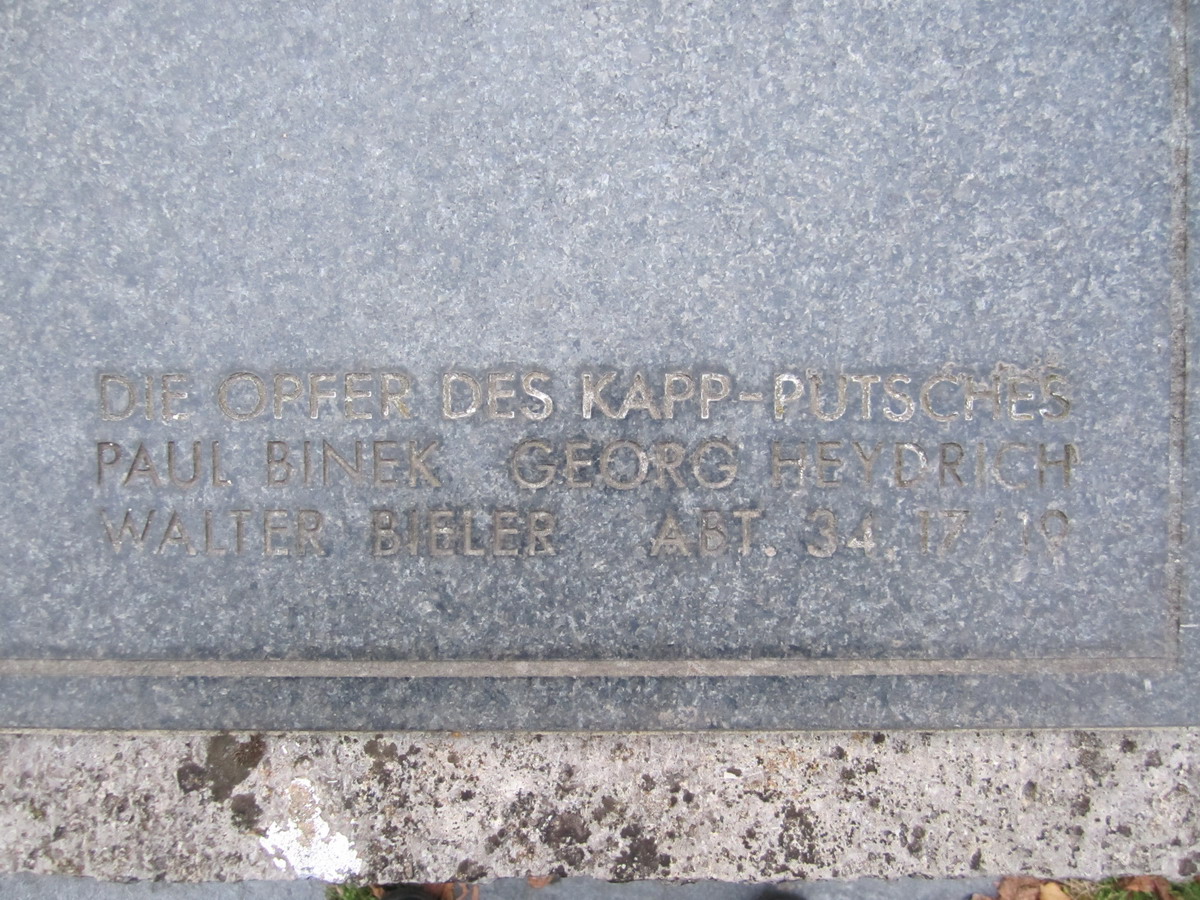 DIE OPFER DES KAPP-PUTSCHES
PAUL BINEK GEORG HEYDRICH
WALTER BIELER ABT. 34 17/19